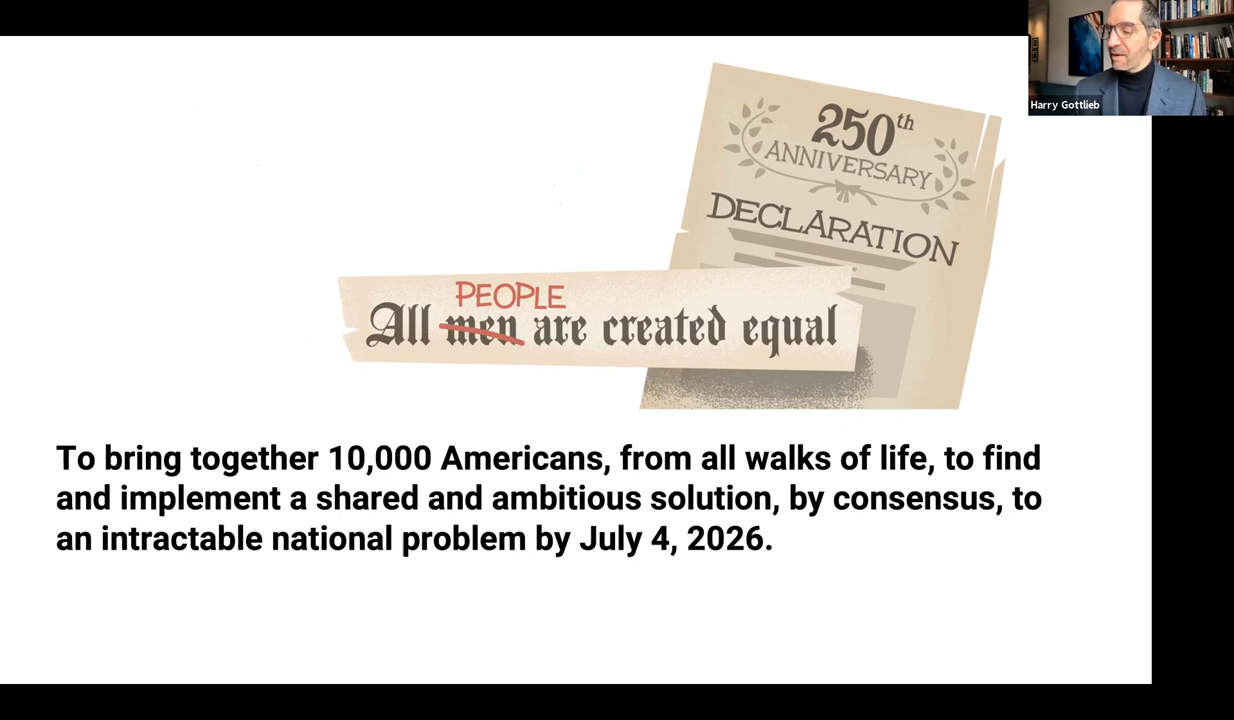 Harry Gottlieb
250th
ANNIVERSARY
DECLARATION
PEOPLE
All men are created equal
To bring together 10,000 Americans, from all walks of life, to find
and implement a shared and ambitious solution, by consensus, to
an intractable national problem by July 4, 2026.